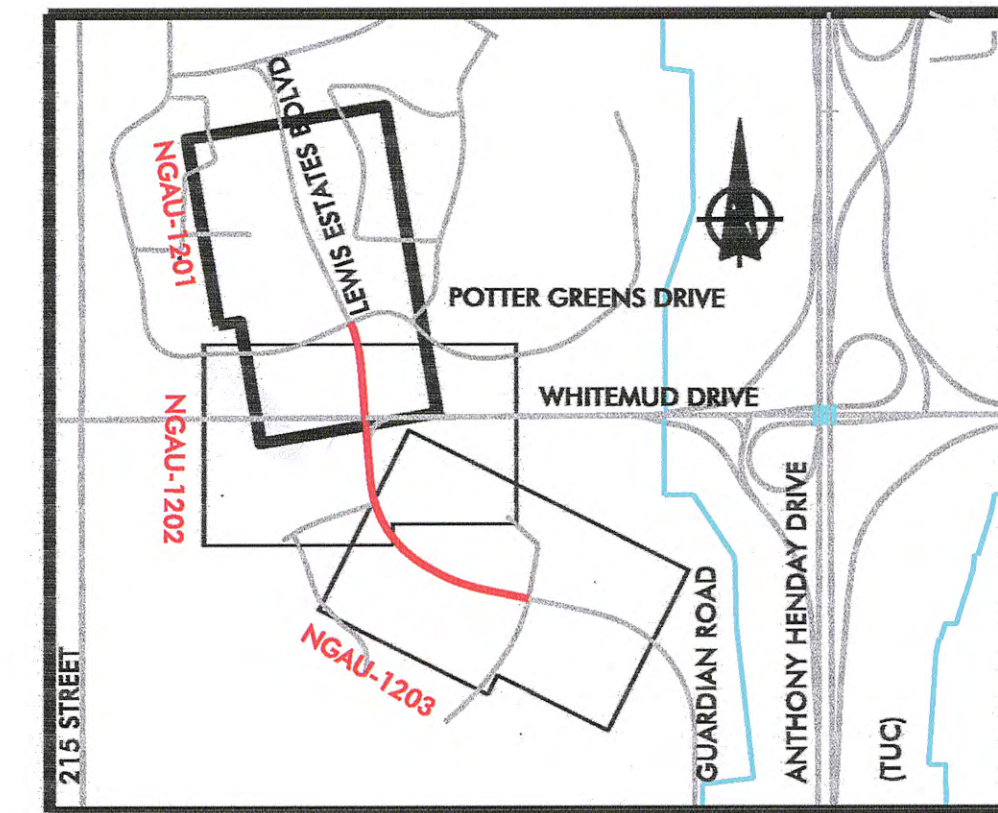 LEWIS ESTATES BOLVD
NGAU-1201
POTTER GREENS DRIVE
WHITEMUD DRIVE
NGAU-1202
NGAU-1203
215 STREET
GUARDIAN ROAD
ANTHONY HENDAY DRIVE
(TUC)